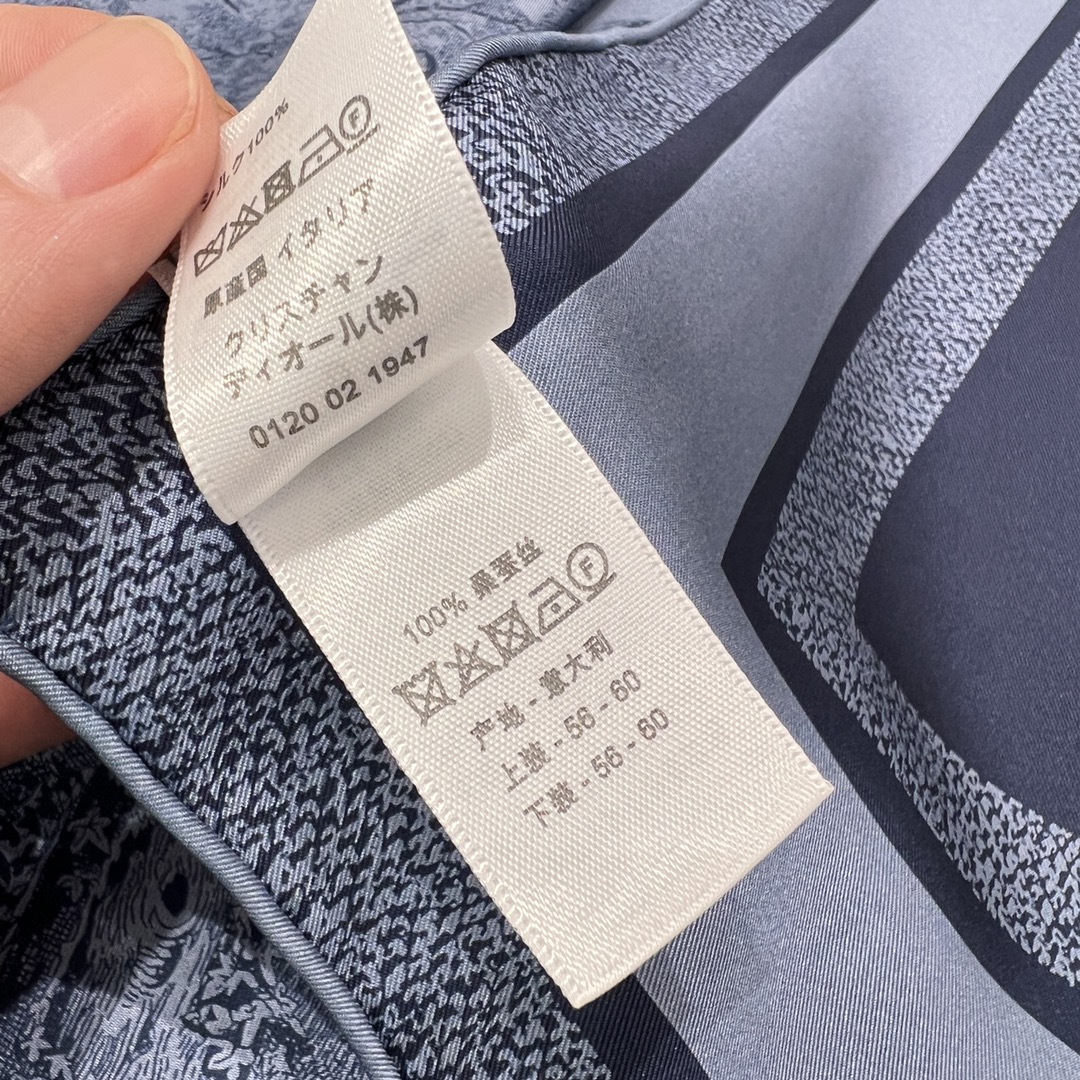 シルク100%
F
原産国 イタリア
クリスチャン
ディオール(株)
0120 02 1947
100% 桑蚕丝
F
产地 - 意大利
上装 - 56 - 60
下装 - 56 - 60